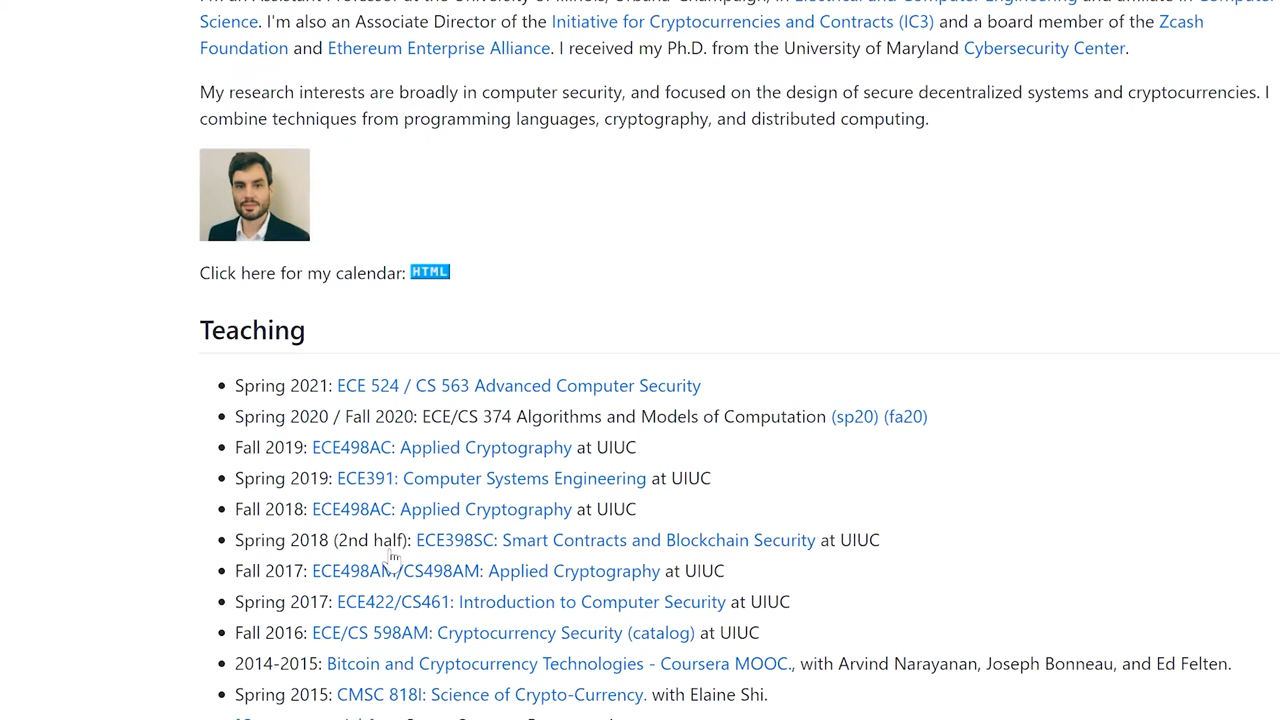 Science. I'm also an Associate Director of the Initiative for Cryptocurrencies and Contracts (IC3) and a board member of the Zcash
Foundation and Ethereum Enterprise Alliance. I received my Ph.D. from the University of Maryland Cybersecurity Center.
My research interests are broadly in computer security, and focused on the design of secure decentralized systems and cryptocurrencies. I
combine techniques from programming languages, cryptography, and distributed computing.
Click here for my calendar: HTML
Teaching
• Spring 2021: ECE 524 / CS 563 Advanced Computer Security
• Spring 2020 / Fall 2020: ECE/CS 374 Algorithms and Models of Computation (sp20) (fa20)
• Fall 2019: ECE498AC: Applied Cryptography at UIUC
• Spring 2019: ECE391: Computer Systems Engineering at UIUC
• Fall 2018: ECE498AC: Applied Cryptography at UIUC
• Spring 2018 (2nd half): ECE398SC: Smart Contracts and Blockchain Security at UIUC
• Fall 2017: ECE498AM/CS498AM: Applied Cryptography at UIUC
• Spring 2017: ECE422/CS461: Introduction to Computer Security at UIUC
• Fall 2016: ECE/CS 598AM: Cryptocurrency Security (catalog) at UIUC
• 2014-2015: Bitcoin and Cryptocurrency Technologies - Coursera MOOC., with Arvind Narayanan, Joseph Bonneau, and Ed Felten.
• Spring 2015: CMSC 818I: Science of Crypto-Currency. with Elaine Shi.